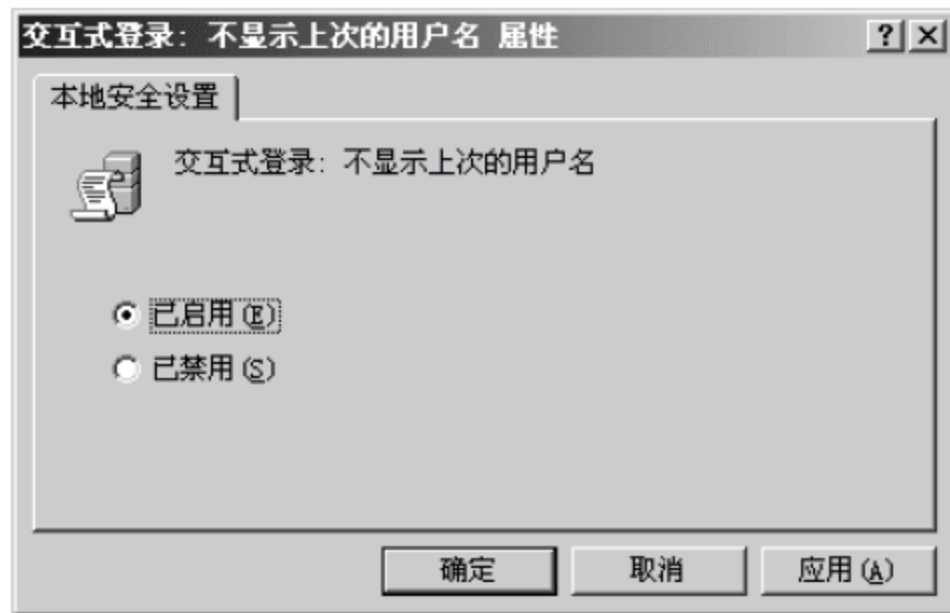 交互式登录: 不显示上次的用户名 属性
本地安全设置
交互式登录: 不显示上次的用户名
已启用(E)
已禁用(S)
确定 取消 应用(A)